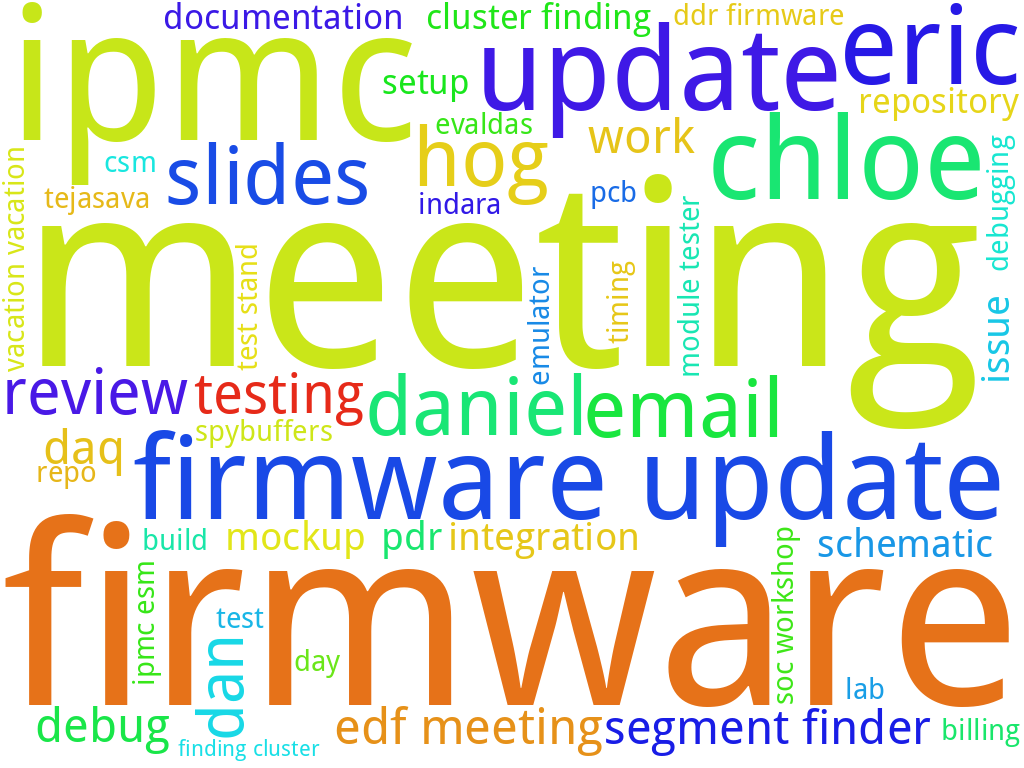 documentation
cluster finding
ddr firmware
ipmc
update
eric
setup
repository
evaldas
hog
work
chloe
csm
slides
debugging
tejasava
indara
pcb
vacation vacation
meeting
test stand
emulator
timing
module tester
issue
review
testing
daniel
email
spybuffers
daq
repo
firmware update
firmware
build
mockup
pdr
integration
schematic
ipmc esm
test
soc workshop
dan
day
lab
debug
edf meeting
segment finder
billing
finding cluster